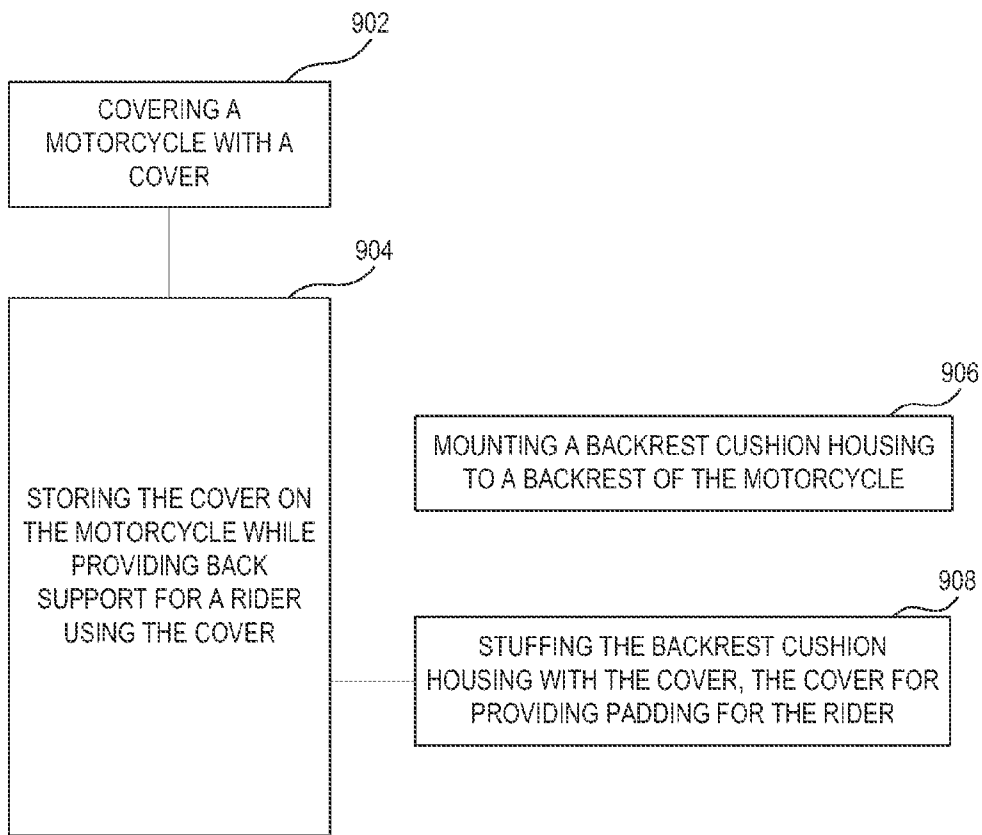 902
COVERING A
MOTORCYCLE WITH A
COVER
904
STORING THE COVER ON
THE MOTORCYCLE WHILE
PROVIDING BACK
SUPPORT FOR A RIDER
USING THE COVER
906
MOUNTING A BACKREST CUSHION HOUSING
TO A BACKREST OF THE MOTORCYCLE
908
STUFFING THE BACKREST CUSHION
HOUSING WITH THE COVER, THE COVER FOR
PROVIDING PADDING FOR THE RIDER